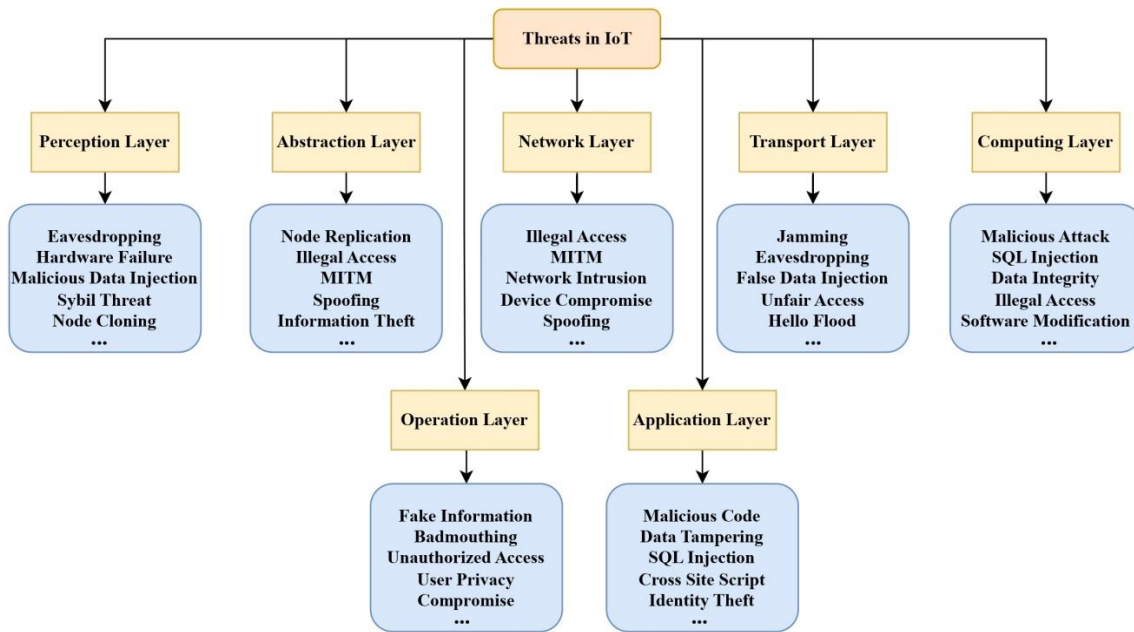 Threats in IoT
Perception Layer
Abstraction Layer
Network Layer
Transport Layer
Computing Layer
Eavesdropping
Hardware Failure
Malicious Data Injection
Sybil Threat
Node Cloning
...
Node Replication
Illegal Access
MITM
Spoofing
Information Theft
...
Illegal Access
MITM
Network Intrusion
Device Compromise
Spoofing
...
Jamming
Eavesdropping
False Data Injection
Unfair Access
Hello Flood
...
Malicious Attack
SQL Injection
Data Integrity
Illegal Access
Software Modification
...
Operation Layer
Application Layer
Fake Information
Badmouthing
Unauthorized Access
User Privacy
Compromise
...
Malicious Code
Data Tampering
SQL Injection
Cross Site Script
Identity Theft
...